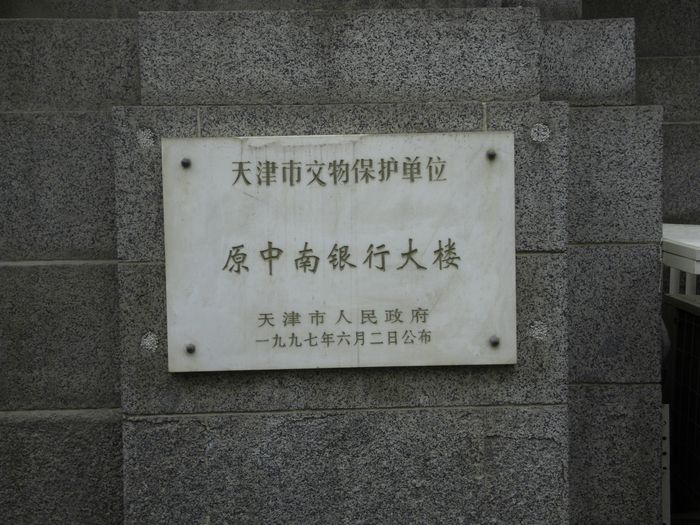 天津市文物保护单位
原中南银行大楼
天津市人民政府
一九九七年六月二日公布